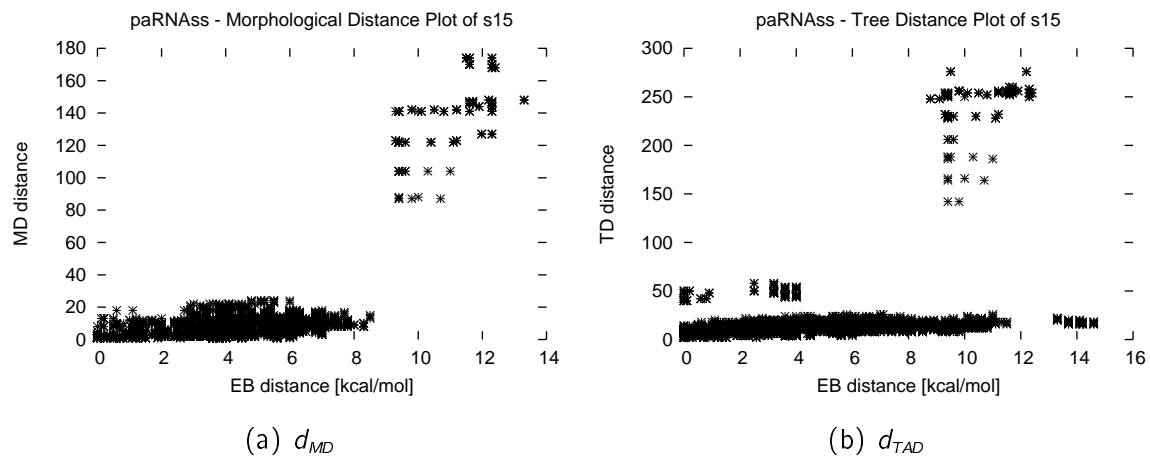 paRNAss - Morphological Distance Plot of s15
180
160
140
120
100
80
60
40
20
0
MD distance
0 2 4 6 8 10 12 14
EB distance [kcal/mol]
(a) dMD
paRNAss - Tree Distance Plot of s15
300
250
200
150
100
50
0
TD distance
0 2 4 6 8 10 12 14 16
EB distance [kcal/mol]
(b) dTAD